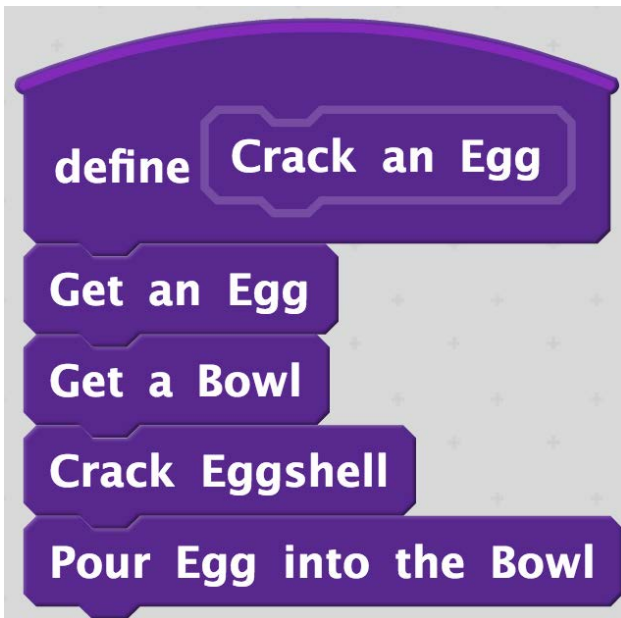 define Crack an Egg
Get an Egg
Get a Bowl
Crack Eggshell
Pour Egg into the Bowl